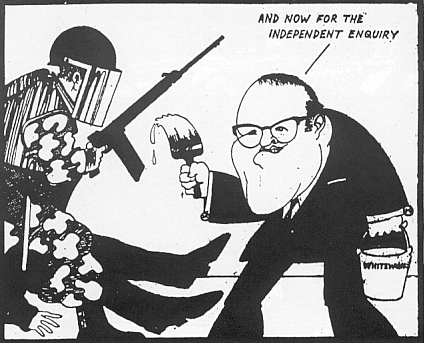 AND NOW FOR THE
INDEPENDENT ENQUIRY
WHITEWASH